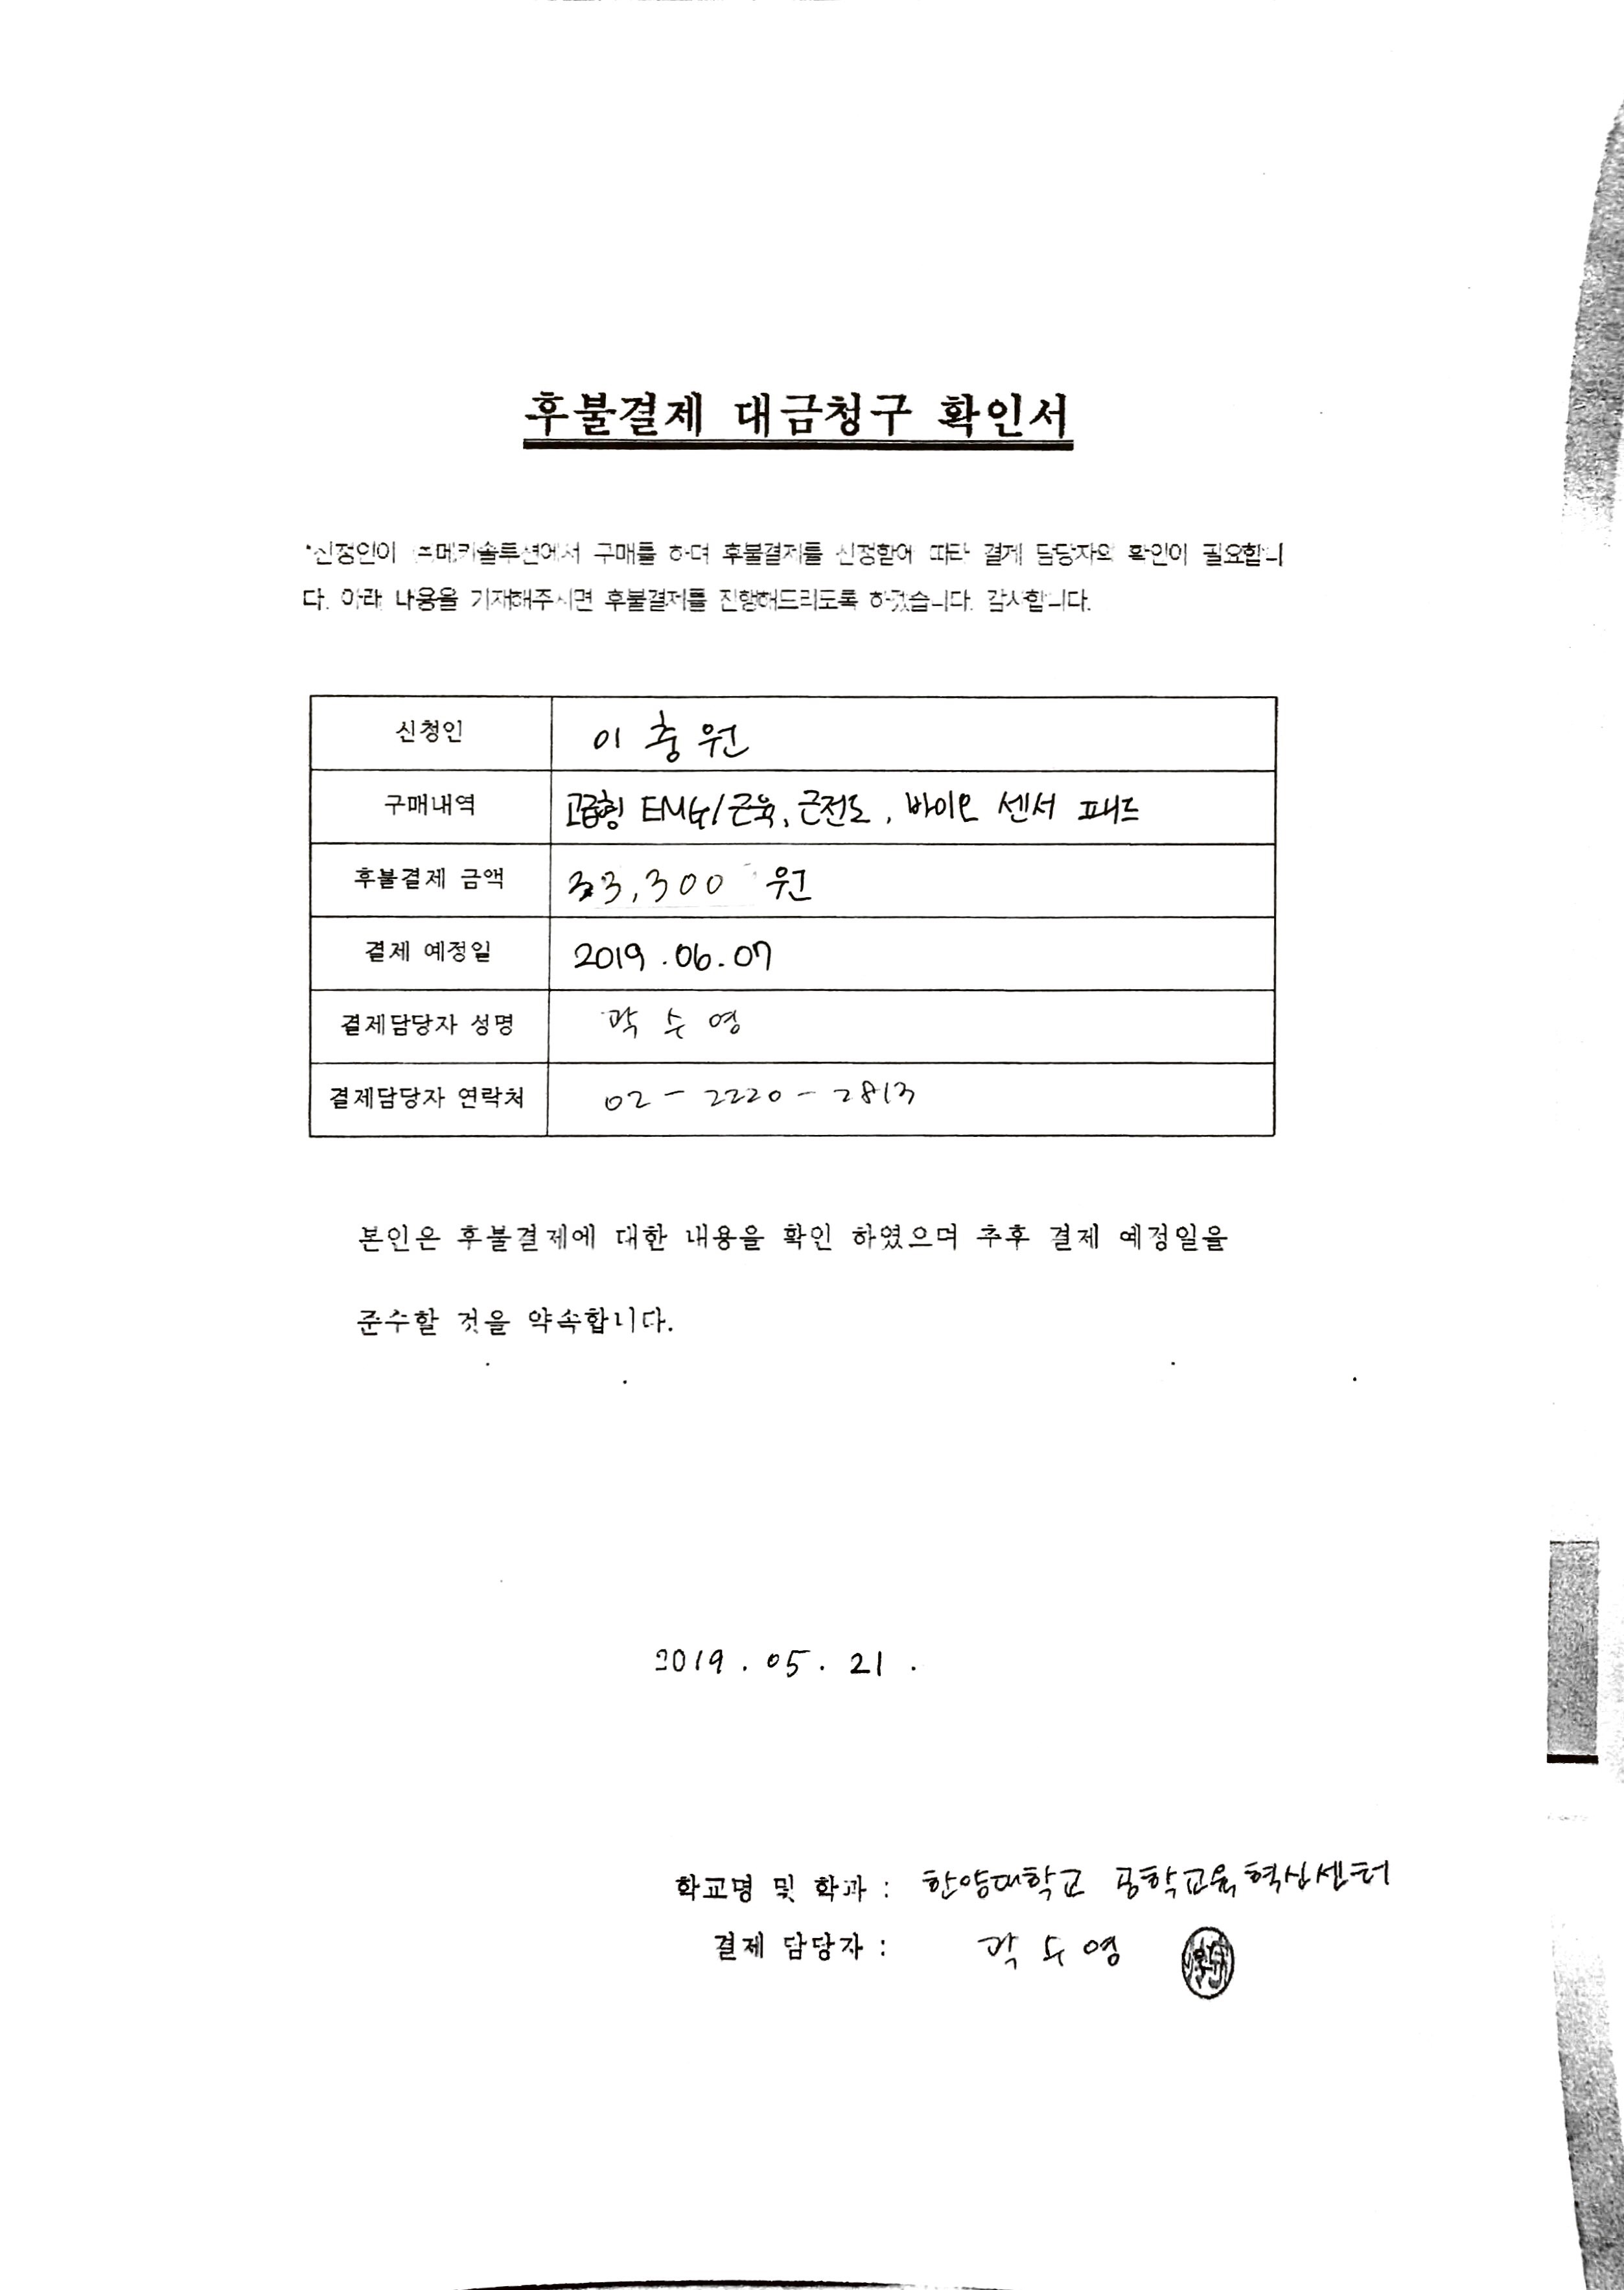 후불결제 대금청구 확인서
*신청인이 ㈜메카솔루션에서 구매를 하며 후불결제를 신청함에 따라 결제 담당자의 확인이 필요합니
다. 아래 내용을 기재해주시면 후불결제를 진행해드리도록 하겠습니다. 감사합니다.
신청인 이충원
구매내역 고급형 EMG/근육, 근전도, 바이오 센서 패드
후불결제 금액 33,300 원
결제 예정일 2019.06.07
결제담당자 성명 곽수영
결제담당자 연락처 02-2220-2813
본인은 후불결제에 대한 내용을 확인 하였으며 추후 결제 예정일을
준수할 것을 약속합니다.
2019.05.21.
학교명 및 학과 : 한양대학교 공학교육혁신센터
결제 담당자 : 곽수영